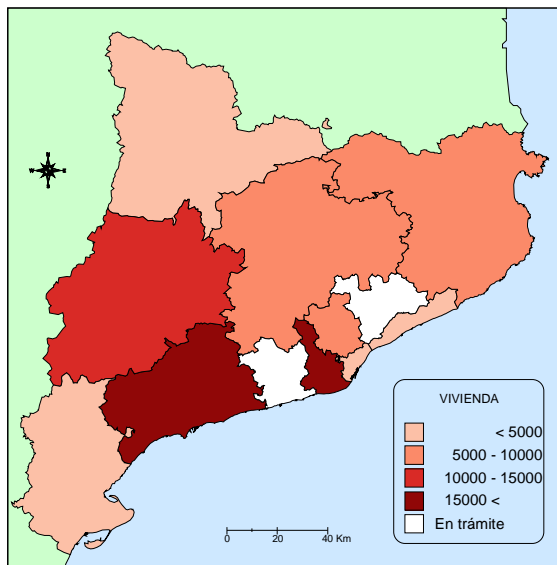 N
W E
S
VIVIENDA
< 5000
5000 - 10000
10000 - 15000
15000 <
En trámite
0 20 40 Km